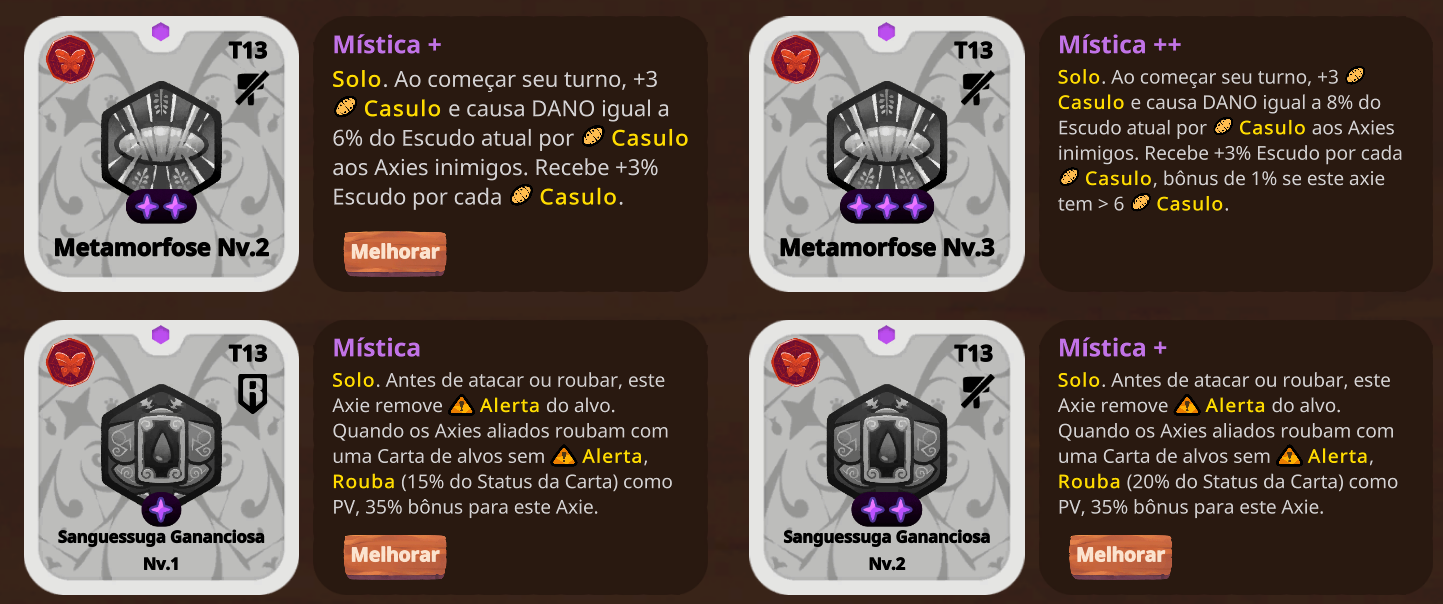 T13
Metamorfose Nv.2
Mística +
Solo. Ao começar seu turno, +3
Casulo e causa DANO igual a
6% do Escudo atual por Casulo
aos Axies inimigos. Recebe +3%
Escudo por cada Casulo.
Melhorar
T13
Metamorfose Nv.3
Mística ++
Solo. Ao começar seu turno, +3
Casulo e causa DANO igual a 8% do
Escudo atual por Casulo aos Axies
inimigos. Recebe +3% Escudo por cada
Casulo, bônus de 1% se este axie
tem > 6 Casulo.
T13
Sanguessuga Gananciosa
Nv.1
Mística
Solo. Antes de atacar ou roubar, este
Axie remove Alerta do alvo.
Quando os Axies aliados roubam com
uma Carta de alvos sem Alerta,
Rouba (15% do Status da Carta) como
PV, 35% bônus para este Axie.
Melhorar
T13
Sanguessuga Gananciosa
Nv.2
Mística +
Solo. Antes de atacar ou roubar, este
Axie remove Alerta do alvo.
Quando os Axies aliados roubam com
uma Carta de alvos sem Alerta,
Rouba (20% do Status da Carta) como
PV, 35% bônus para este Axie.
Melhorar